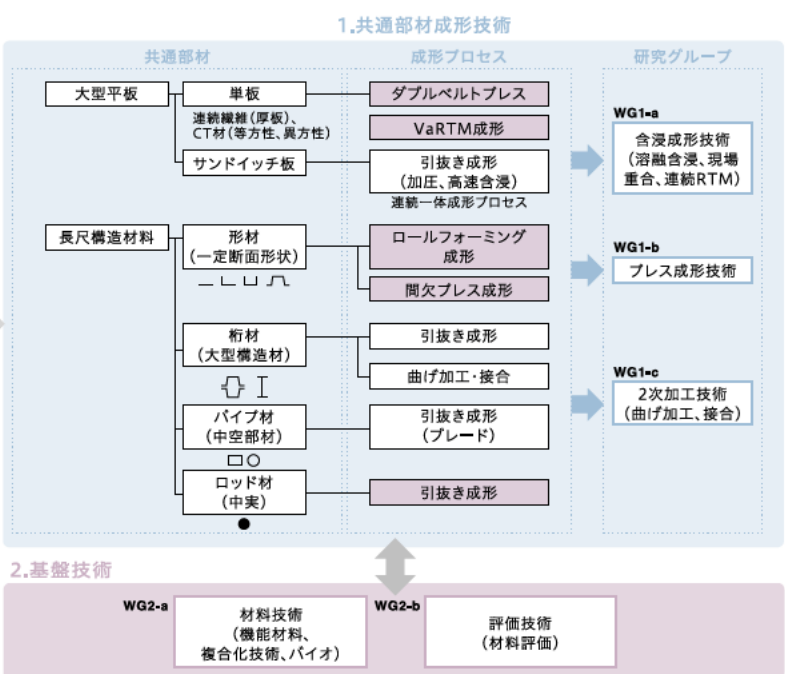 1.共通部材成形技術
共通部材
成形プロセス
研究グループ
大型平板
単板
連続繊維(厚板)、
CT材(等方性、異方性)
サンドイッチ板
ダブルベルトプレス
VaRTM成形
引抜き成形
(加圧、高速含浸)
連続一体成形プロセス
WG1-a
含浸成形技術
(溶融含浸、現場
重合、連続RTM)
長尺構造材料
形材
(一定断面形状)
ロールフォーミング
成形
間欠プレス成形
WG1-b
プレス成形技術
桁材
(大型構造材)
引抜き成形
曲げ加工・接合
WG1-c
2次加工技術
(曲げ加工、接合)
パイプ材
(中空部材)
引抜き成形
(ブレード)
ロッド材
(中実)
引抜き成形
2.基盤技術
WG2-a
材料技術
(機能材料、
複合化技術、バイオ)
WG2-b
評価技術
(材料評価)